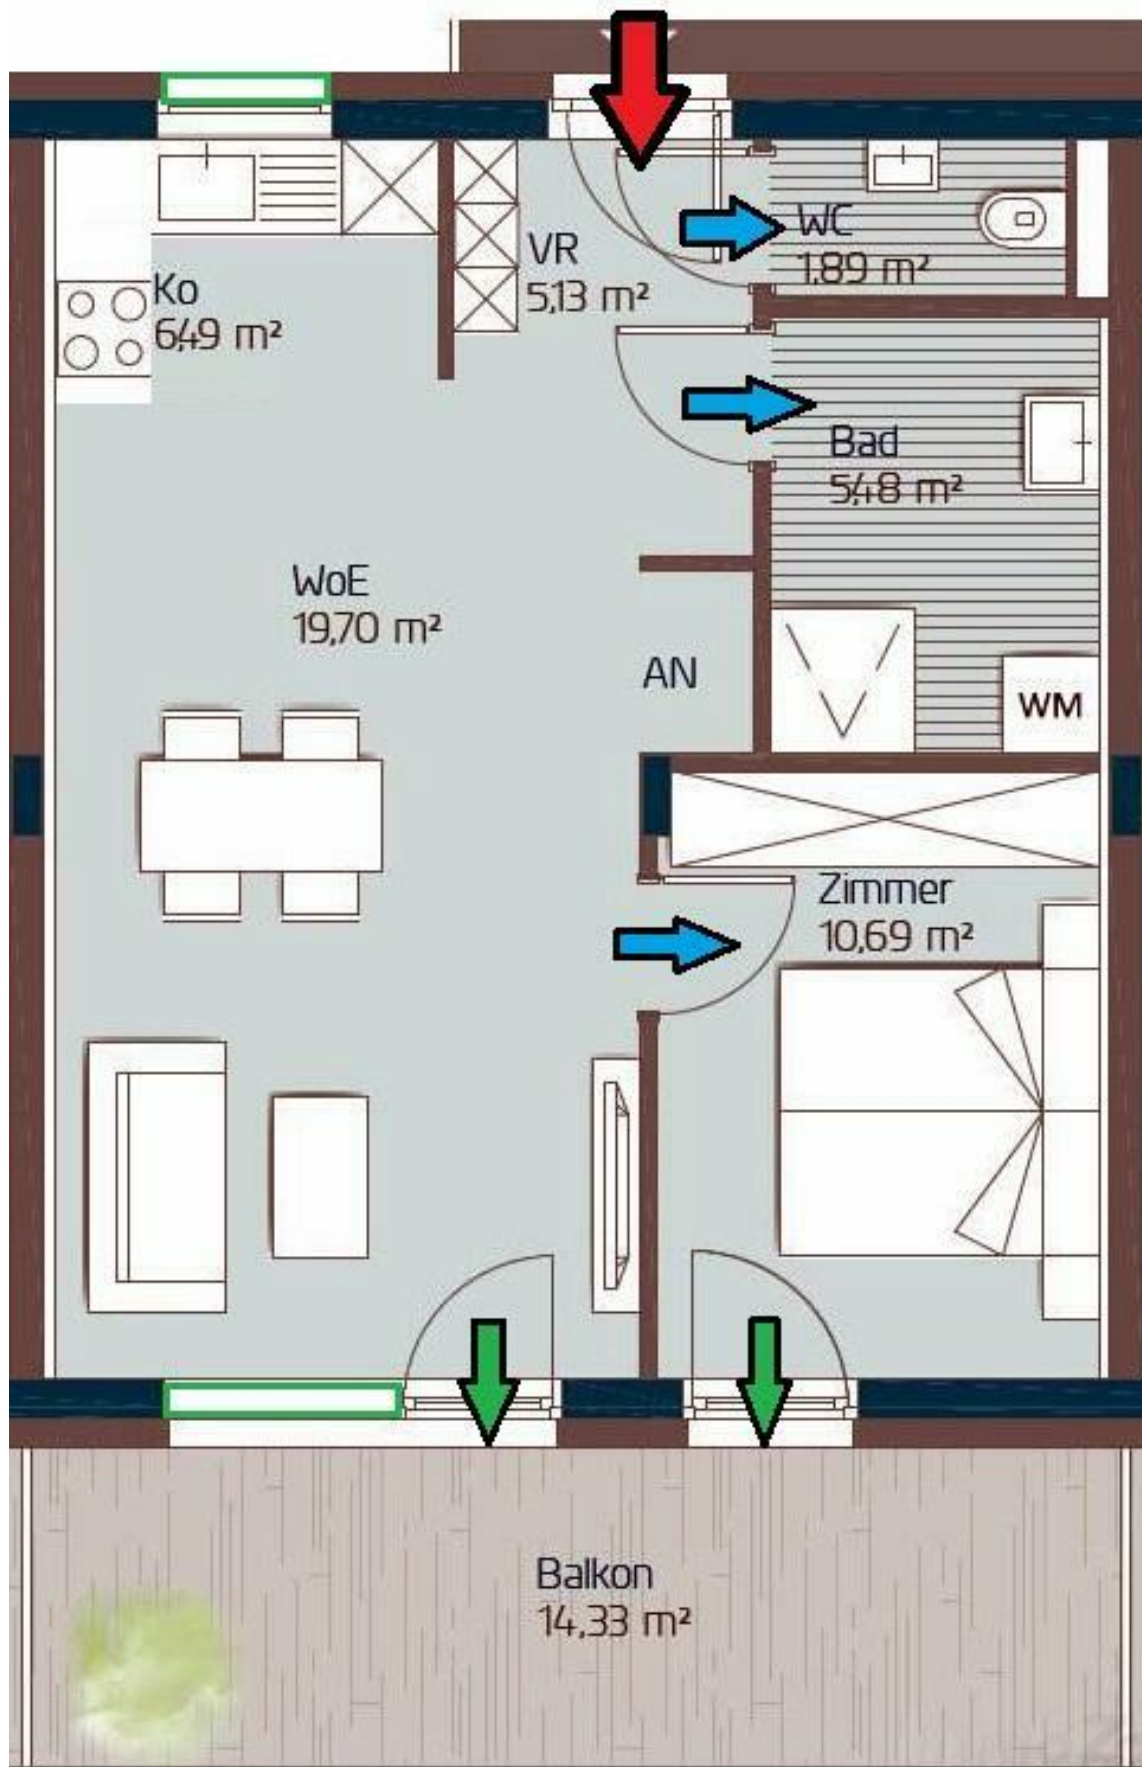 WC
1,89 m²
VR
5,13 m²
Ko
6,49 m²
Bad
5,48 m²
WoE
19,70 m²
AN
WM
Zimmer
10,69 m²
Balkon
14,33 m²